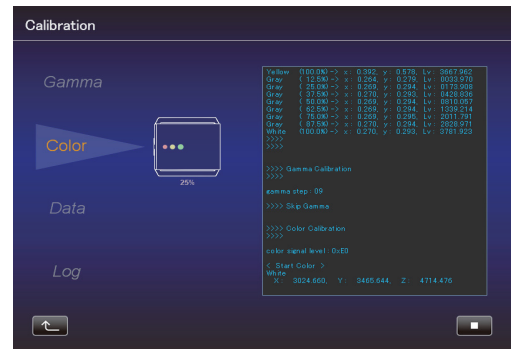 Calibration
Gamma
Color
25%
Data
Log
Yellow (100.0%) -> x : 0.392, y : 0.578, Lv : 3667.962
Gray ( 12.5%) -> x : 0.264, y : 0.279, Lv : 0033.970
Gray ( 25.0%) -> x : 0.269, y : 0.294, Lv : 0173.908
Gray ( 37.5%) -> x : 0.270, y : 0.293, Lv : 0428.836
Gray ( 50.0%) -> x : 0.269, y : 0.294, Lv : 0810.057
Gray ( 62.5%) -> x : 0.269, y : 0.294, Lv : 1339.214
Gray ( 75.0%) -> x : 0.269, y : 0.295, Lv : 2011.791
Gray ( 87.5%) -> x : 0.270, y : 0.294, Lv : 2828.971
White (100.0%) -> x : 0.270, y : 0.293, Lv : 3781.923
>>>>
>>>>
>>>> Gamma Calibration
>>>>
gamma step : 09
>>>> Skip Gamma
>>>> Color Calibration
>>>>
color signal level : 0xE0
< Start Color >
White
X : 3024.660, Y : 3465.644, Z : 4714.476